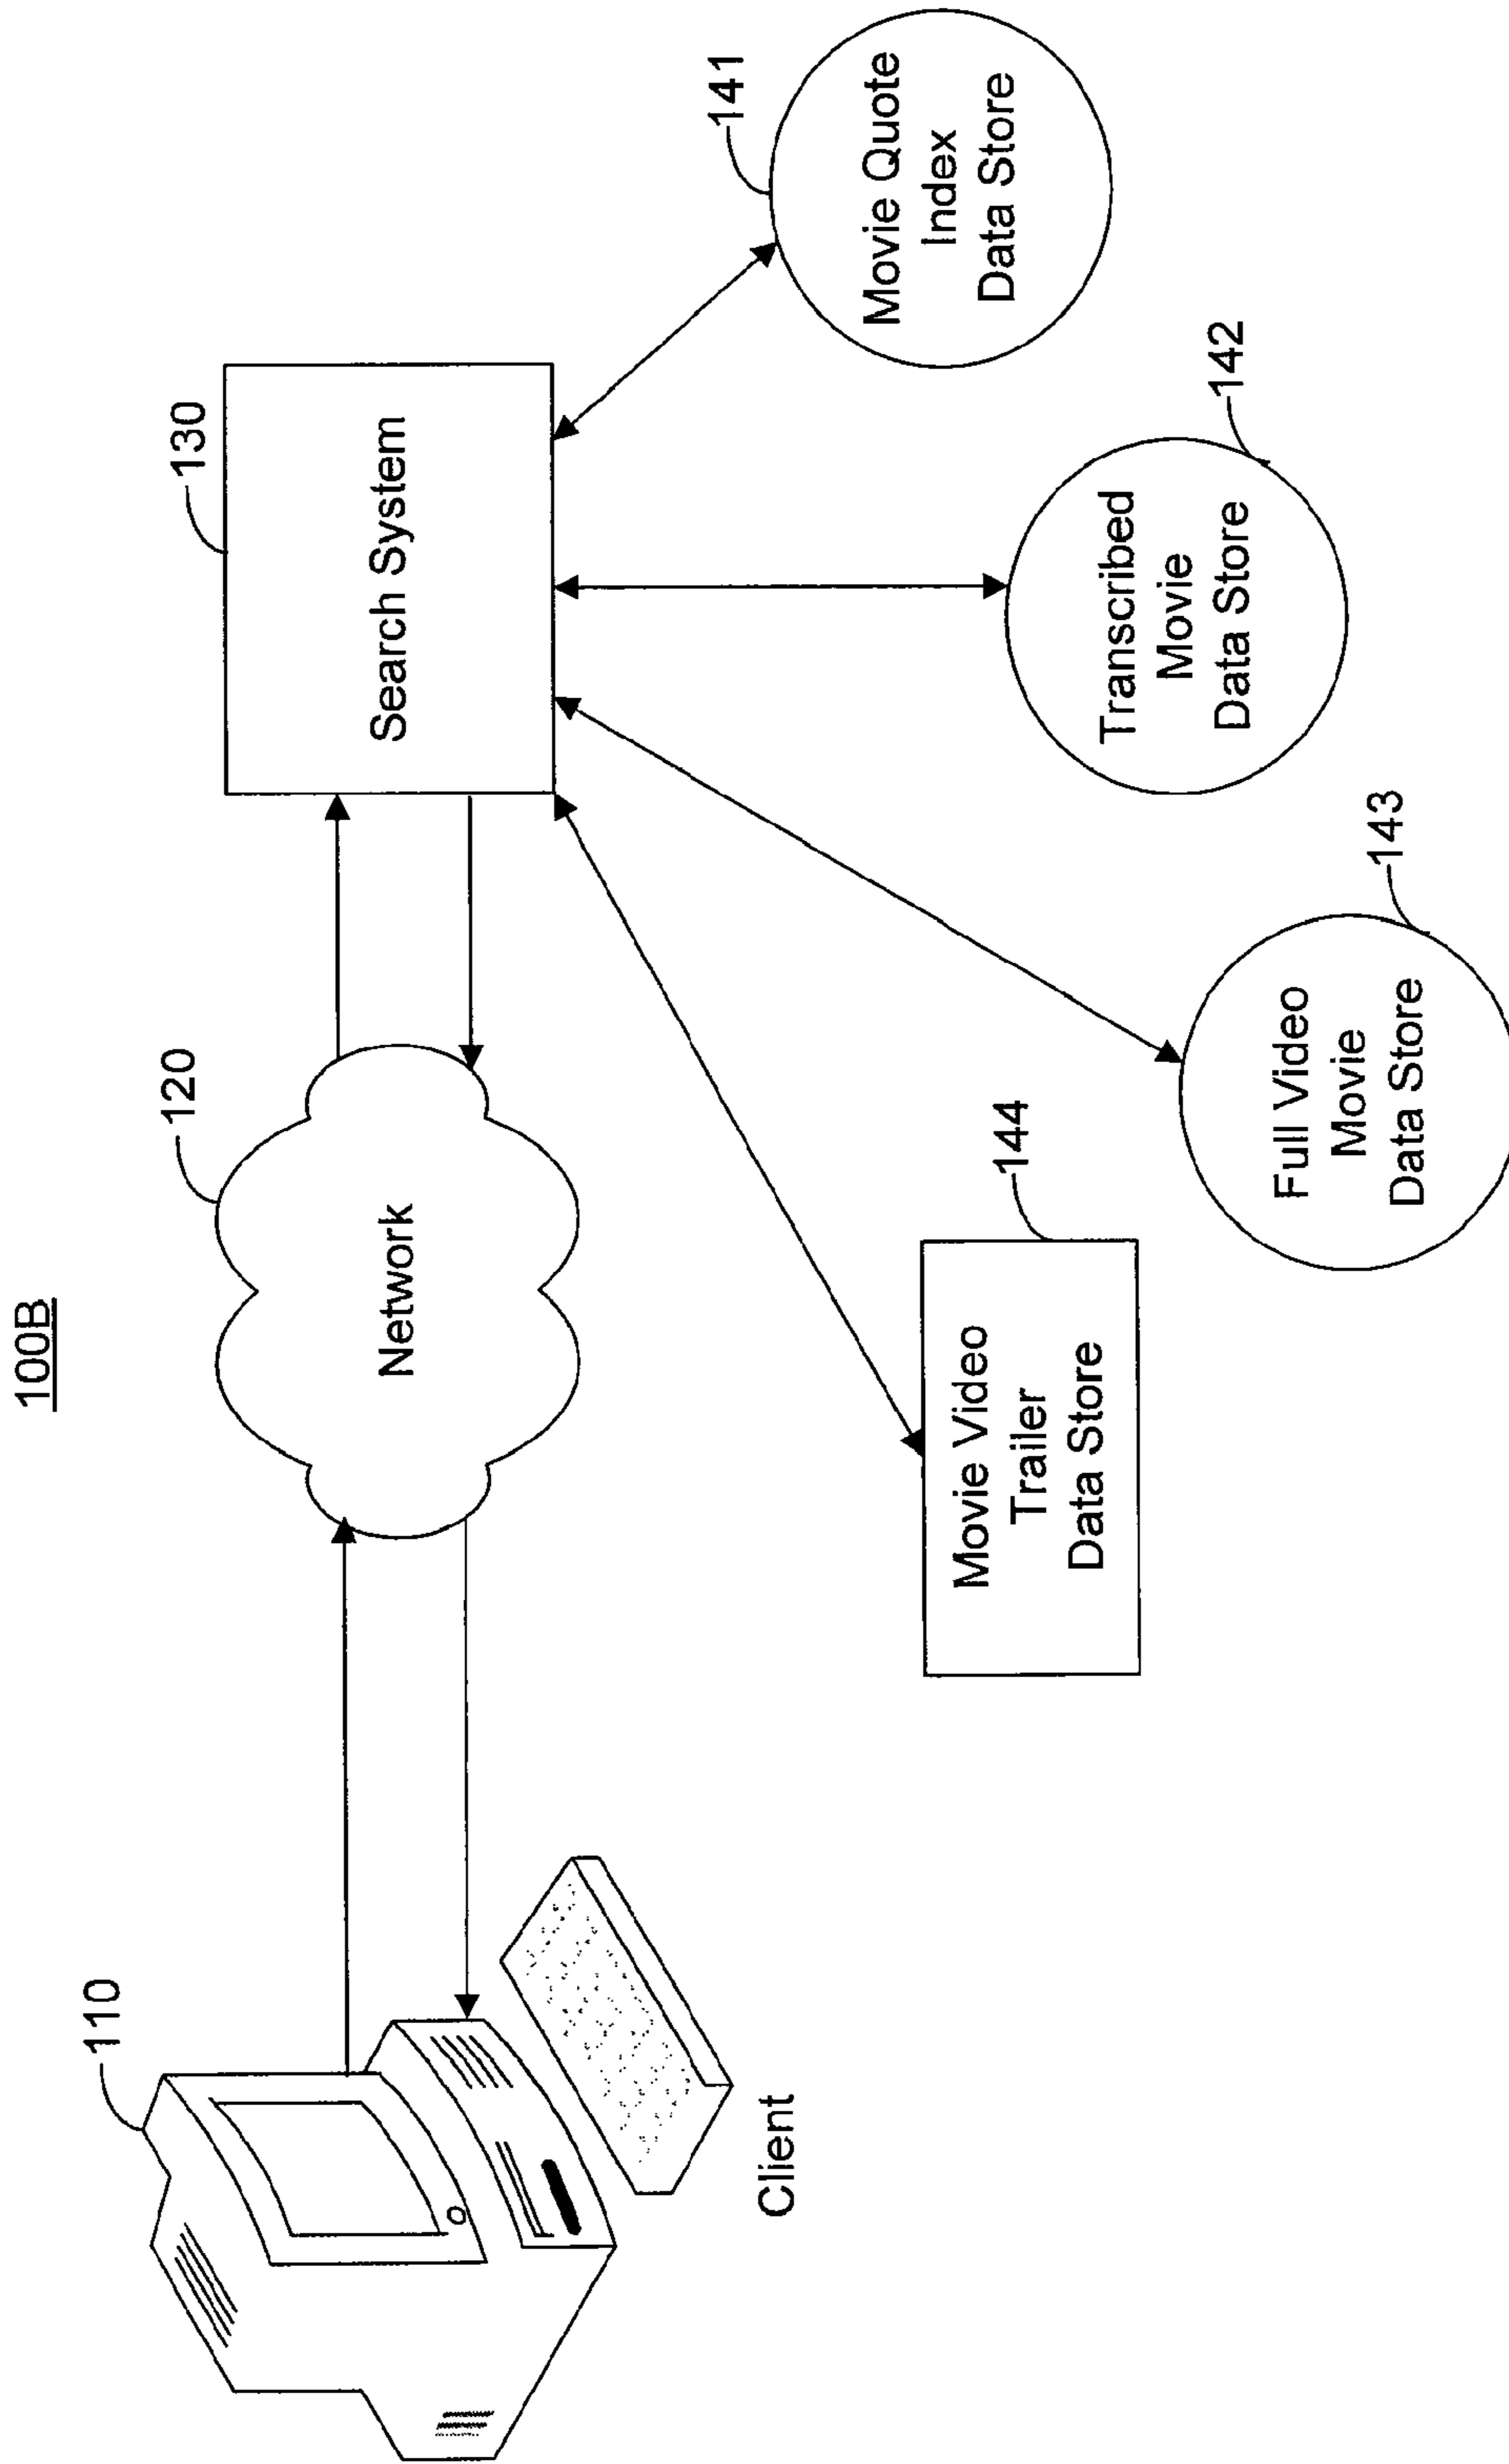 100B
110
Client
120
Network
130
Search System
144
Movie Video
Trailer
Data Store
143
Full Video
Movie
Data Store
142
Transcribed
Movie
Data Store
141
Movie Quote
Index
Data Store